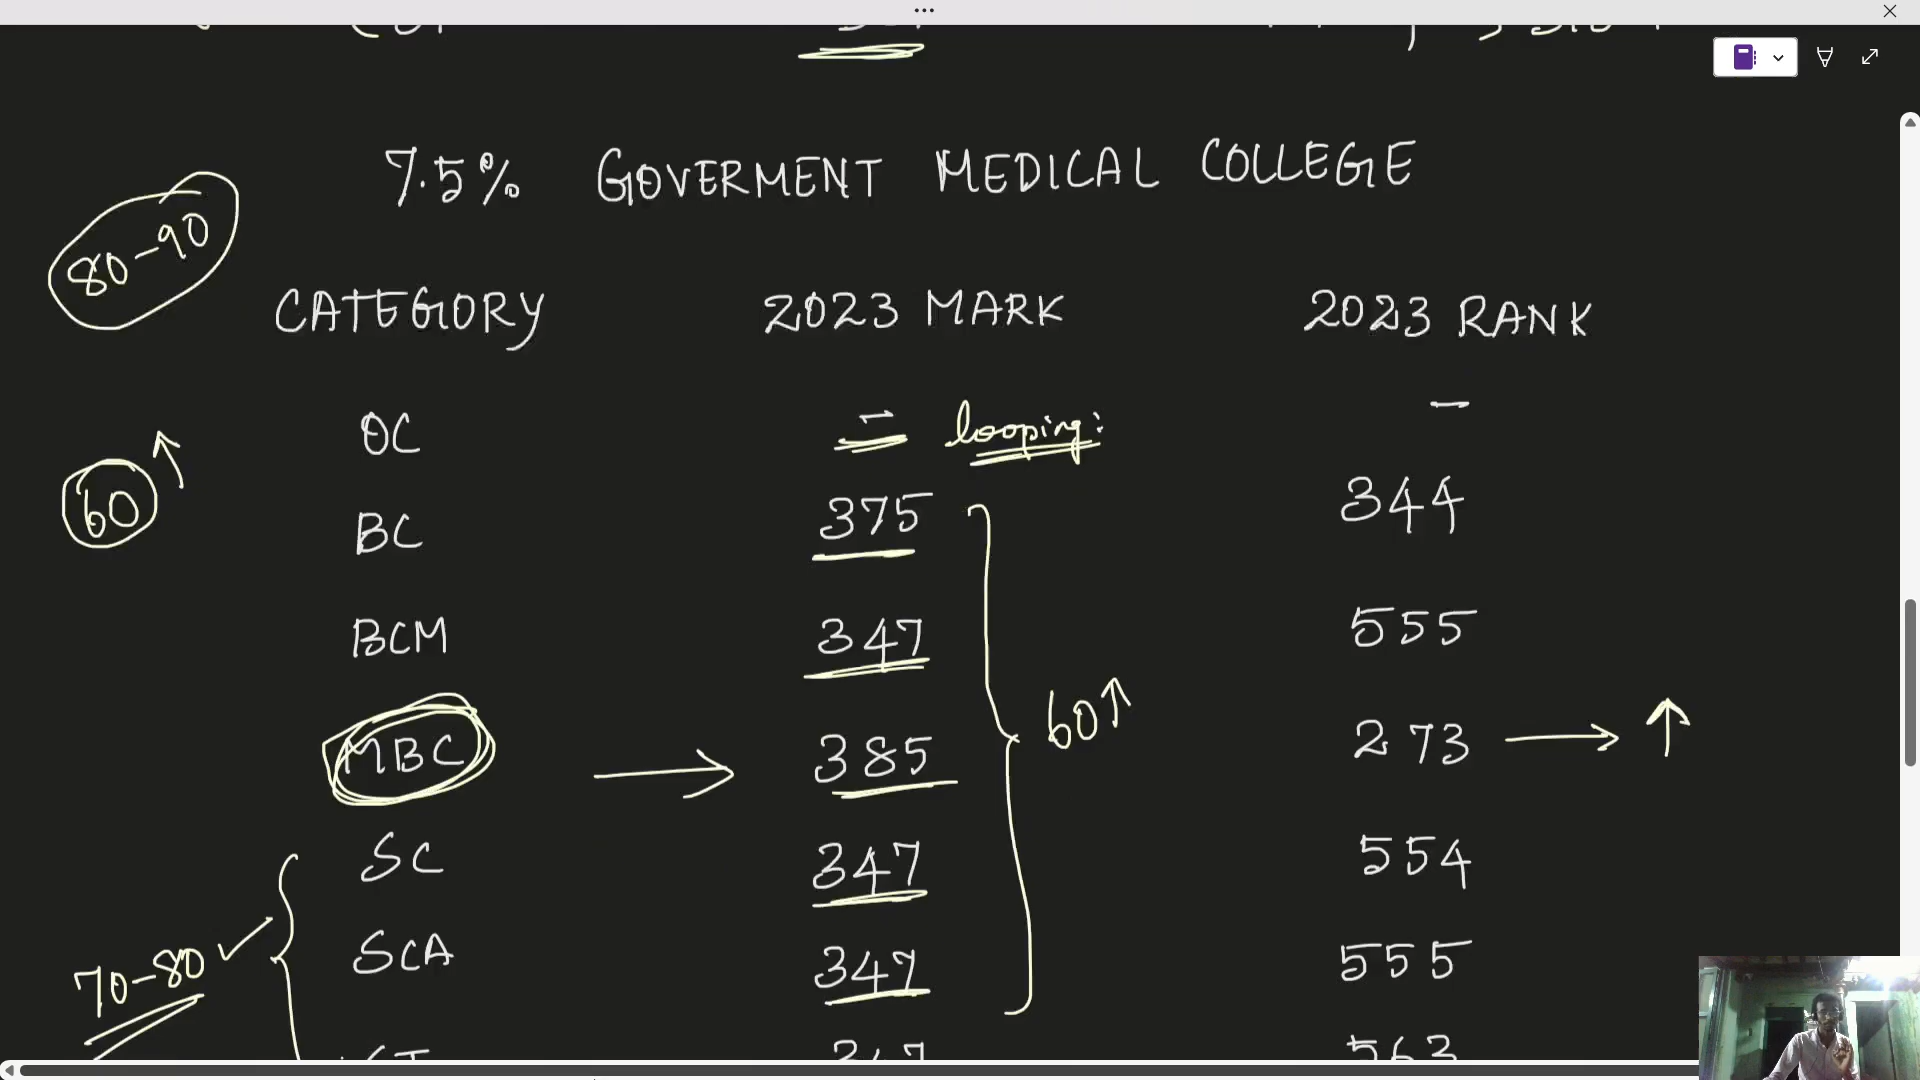 7.5% GOVERMENT MEDICAL COLLEGE
80-90
CATEGORY 2023 MARK 2023 RANK
OC - looping: -
60↑
BC 375 344
BCM 347 555
60↑
MBC → 385 273 → ↑
SC 347 554
SCA 347 555
70-80
563